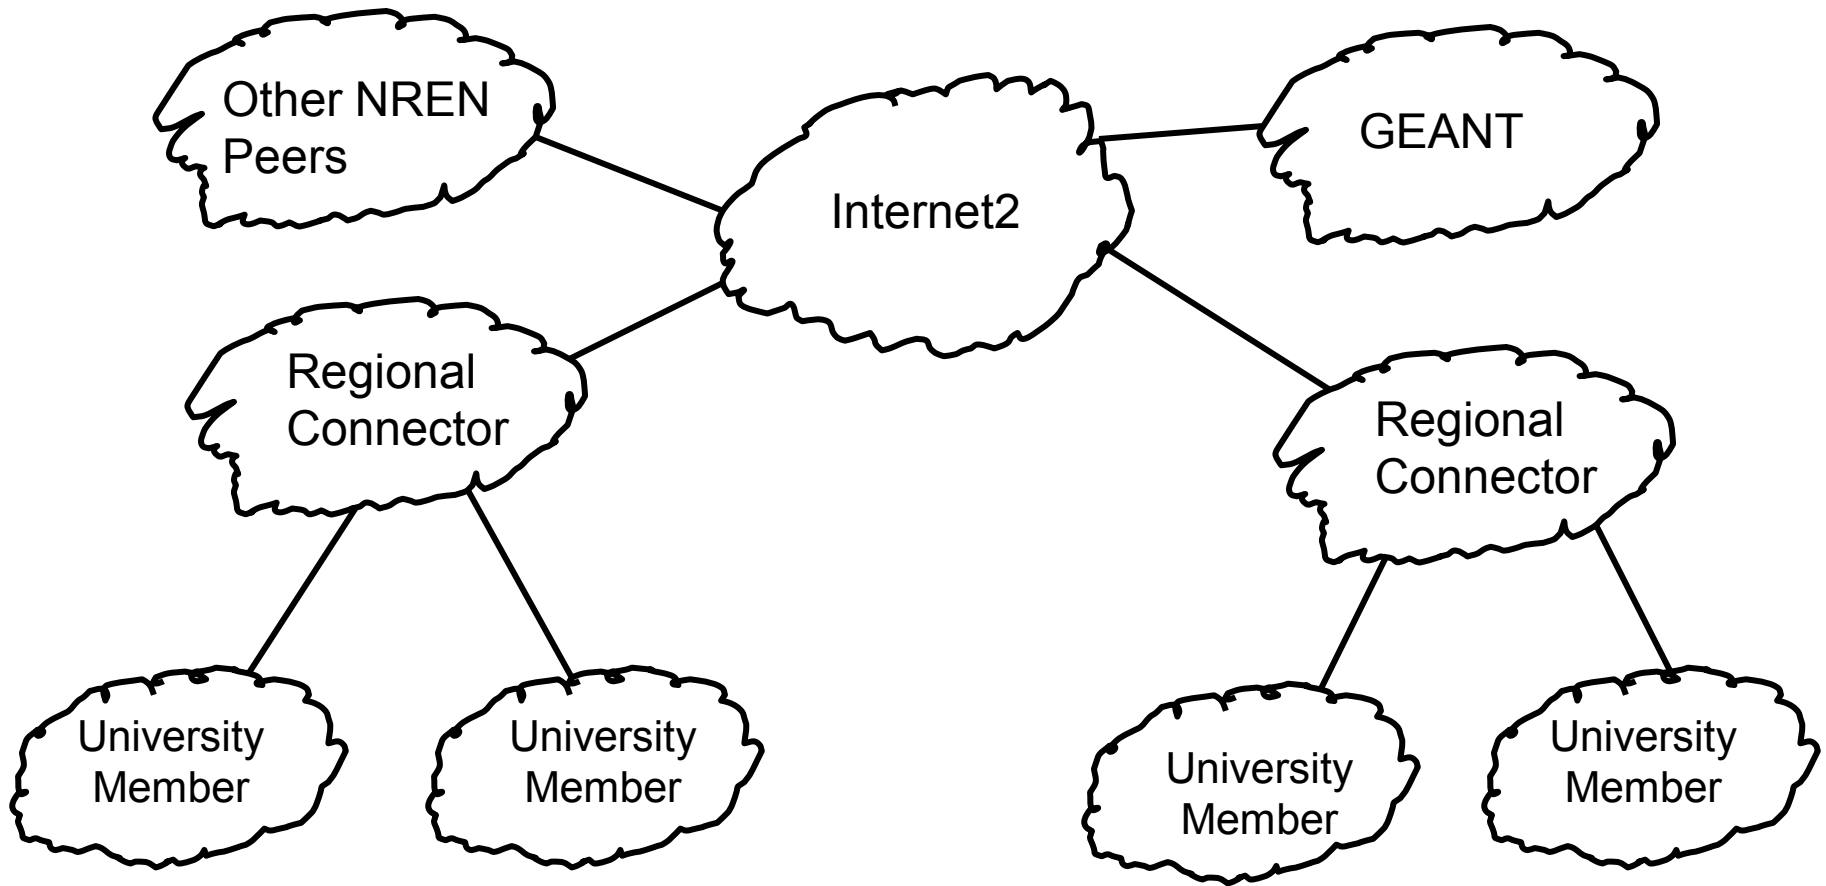 Other NREN
Peers
Internet2
GEANT
Regional
Connector
Regional
Connector
University
Member
University
Member
University
Member
University
Member